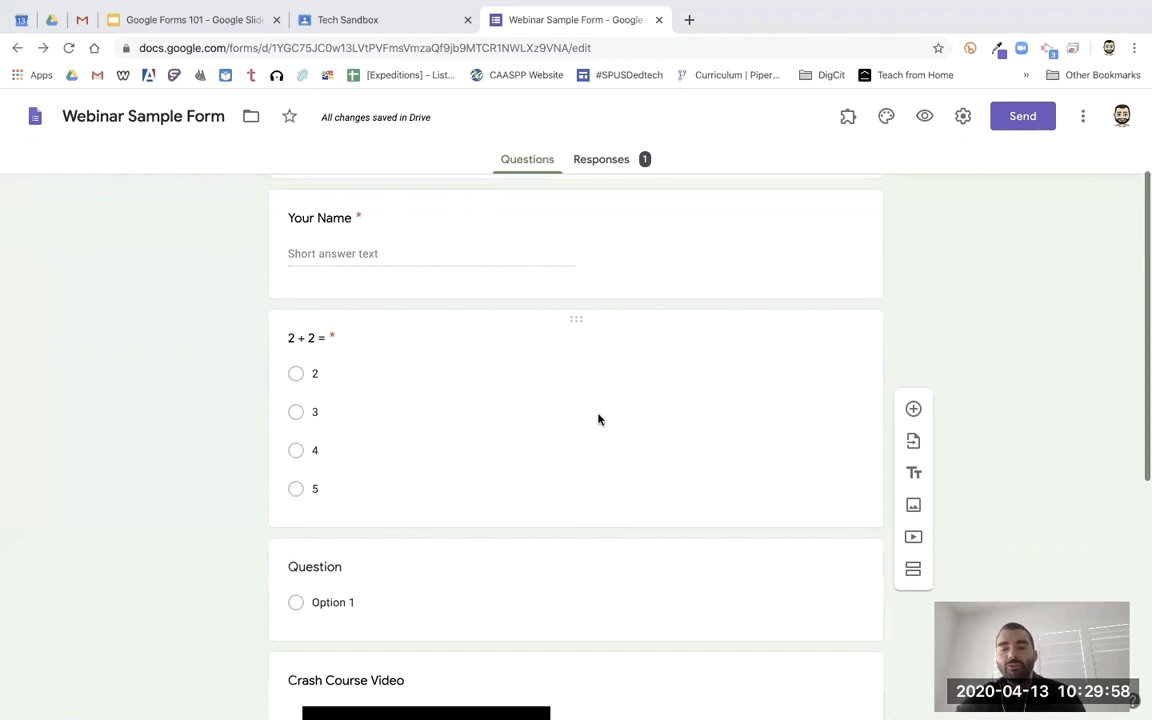 Google Forms 101 - Google Slid
Tech Sandbox
Webinar Sample Form - Google
docs.google.com/forms/d/1YGC75JC0w13LVtPVFmsVmzaQf9jb9MTCR1NWLXz9VNA/edit
Apps
[Expeditions] - List...
CAASPP Website
#SPUSDedtech
Curriculum | Piper...
DigCit
Teach from Home
»
Other Bookmarks
Webinar Sample Form
All changes saved in Drive
Send
Questions
Responses
1
Your Name *
Short answer text
2 + 2 = *
2
3
4
5
Question
Option 1
Crash Course Video
2020-04-13 10:29:58